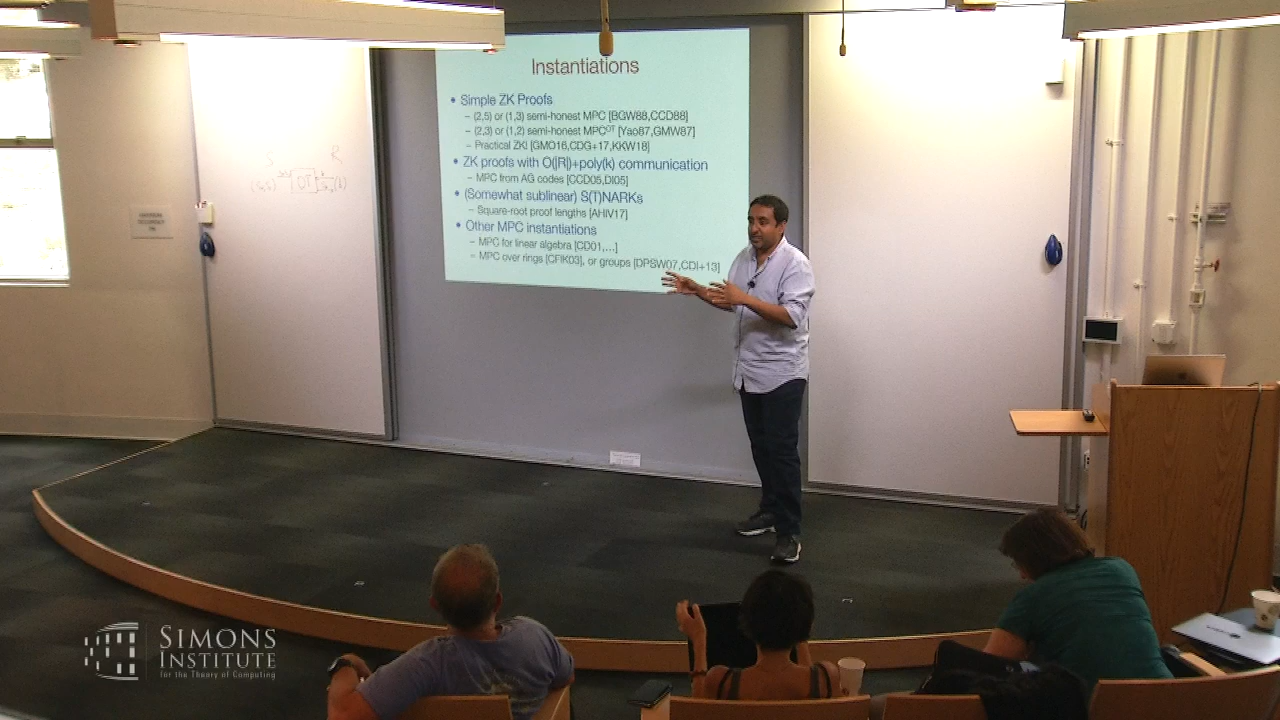 Instantiations
• Simple ZK Proofs
– (2,5) or (1,3) semi-honest MPC [BGW88,CCD88]
– (2,3) or (1,2) semi-honest MPC^OT [Yao87,GMW87]
– Practical ZK! [GMO16,CDG+17,KKW18]
• ZK proofs with O(|R|)+poly(k) communication
– MPC from AG codes [CC05,DI05]
• (Somewhat sublinear) S(T)NARKs
– Square-root proof lengths [AHIV17]
• Other MPC instantiations
– MPC for linear algebra [CD01,…]
– MPC over rings [CFIK03], or groups [DPSW07,CDI+13]
S R
OT
SIMONS
INSTITUTE
for the Theory of Computing